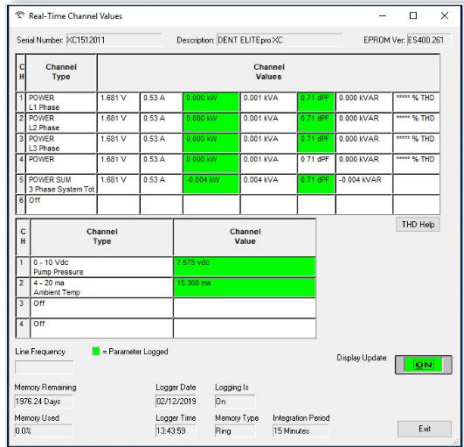 Real-Time Channel Values
Serial Number: XC1512011 Description: DENT ELITEpro XC EPROM Ver: ES400.261
CH Channel Type Channel Values
1 POWER L1 Phase 1.681 V 0.53 A 0.000 kW 0.001 kVA 0.71 dPF 0.000 kVAR ***** % THD
2 POWER L2 Phase 1.681 V 0.53 A 0.000 kW 0.001 kVA 0.71 dPF 0.000 kVAR ***** % THD
3 POWER L3 Phase 1.681 V 0.53 A 0.000 kW 0.001 kVA 0.71 dPF 0.000 kVAR ***** % THD
4 POWER 1.681 V 0.53 A 0.000 kW 0.001 kVA 0.71 dPF 0.000 kVAR ***** % THD
5 POWER SUM 3 Phase System Tot 1.681 V 0.53 A -0.004 kW 0.004 kVA 0.71 dPF -0.004 kVAR
6 Off
THD Help
CH Channel Type Channel Value
1 0 - 10 Vdc Pump Pressure 7.575 vdc
2 4 - 20 ma Ambient Temp 15.368 ma
3 Off
4 Off
Line Frequency = Parameter Logged
Display Update: ON
Memory Remaining Logger Date Logging Is
1976.24 Days 02/12/2019 On
Memory Used Logger Time Memory Type Integration Period
0.0% 13:43:59 Ring 15 Minutes
Exit